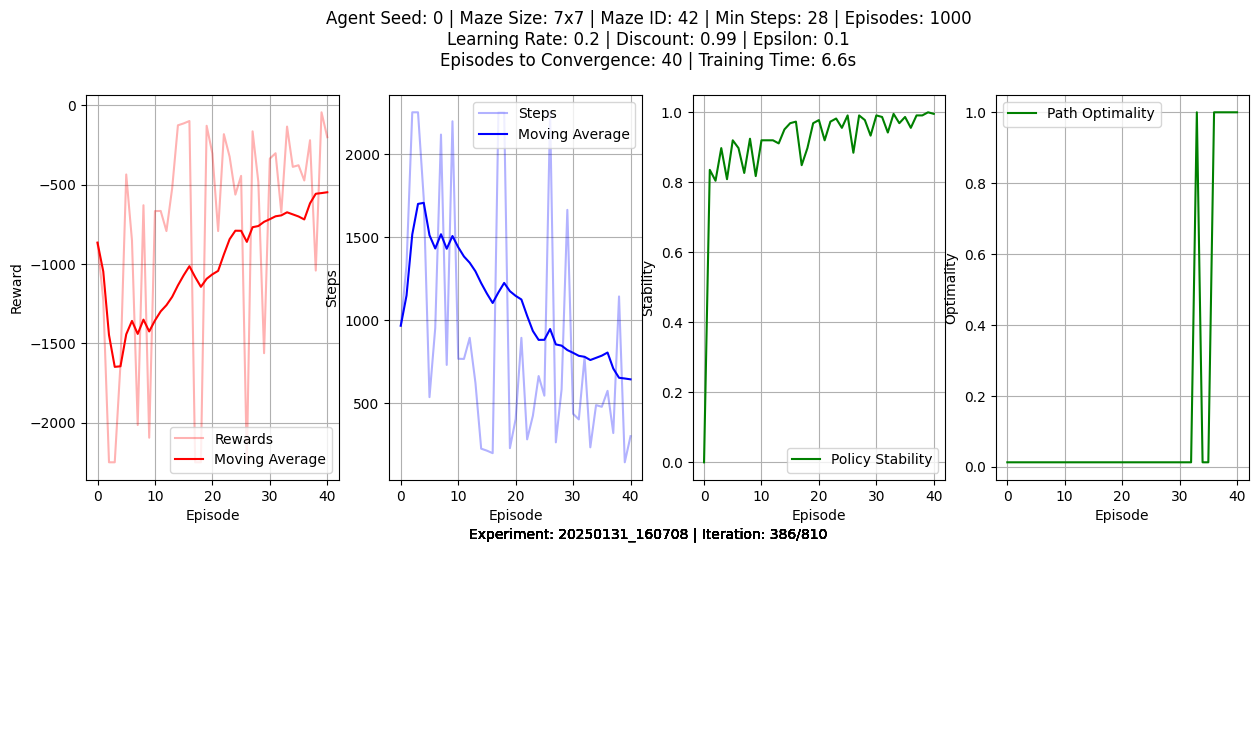 Agent Seed: 0 | Maze Size: 7x7 | Maze ID: 42 | Min Steps: 28 | Episodes: 1000
Learning Rate: 0.2 | Discount: 0.99 | Epsilon: 0.1
Episodes to Convergence: 40 | Training Time: 6.6s
Reward
0
−500
−1000
−1500
−2000
Rewards
Moving Average
0 10 20 30 40
Episode
Steps
2000
1500
1000
500
Steps
Moving Average
0 10 20 30 40
Episode
Stability
1.0
0.8
0.6
0.4
0.2
0.0
Policy Stability
0 10 20 30 40
Episode
Optimality
1.0
0.8
0.6
0.4
0.2
0.0
Path Optimality
0 10 20 30 40
Episode
Experiment: 20250131_160708 | Iteration: 386/810